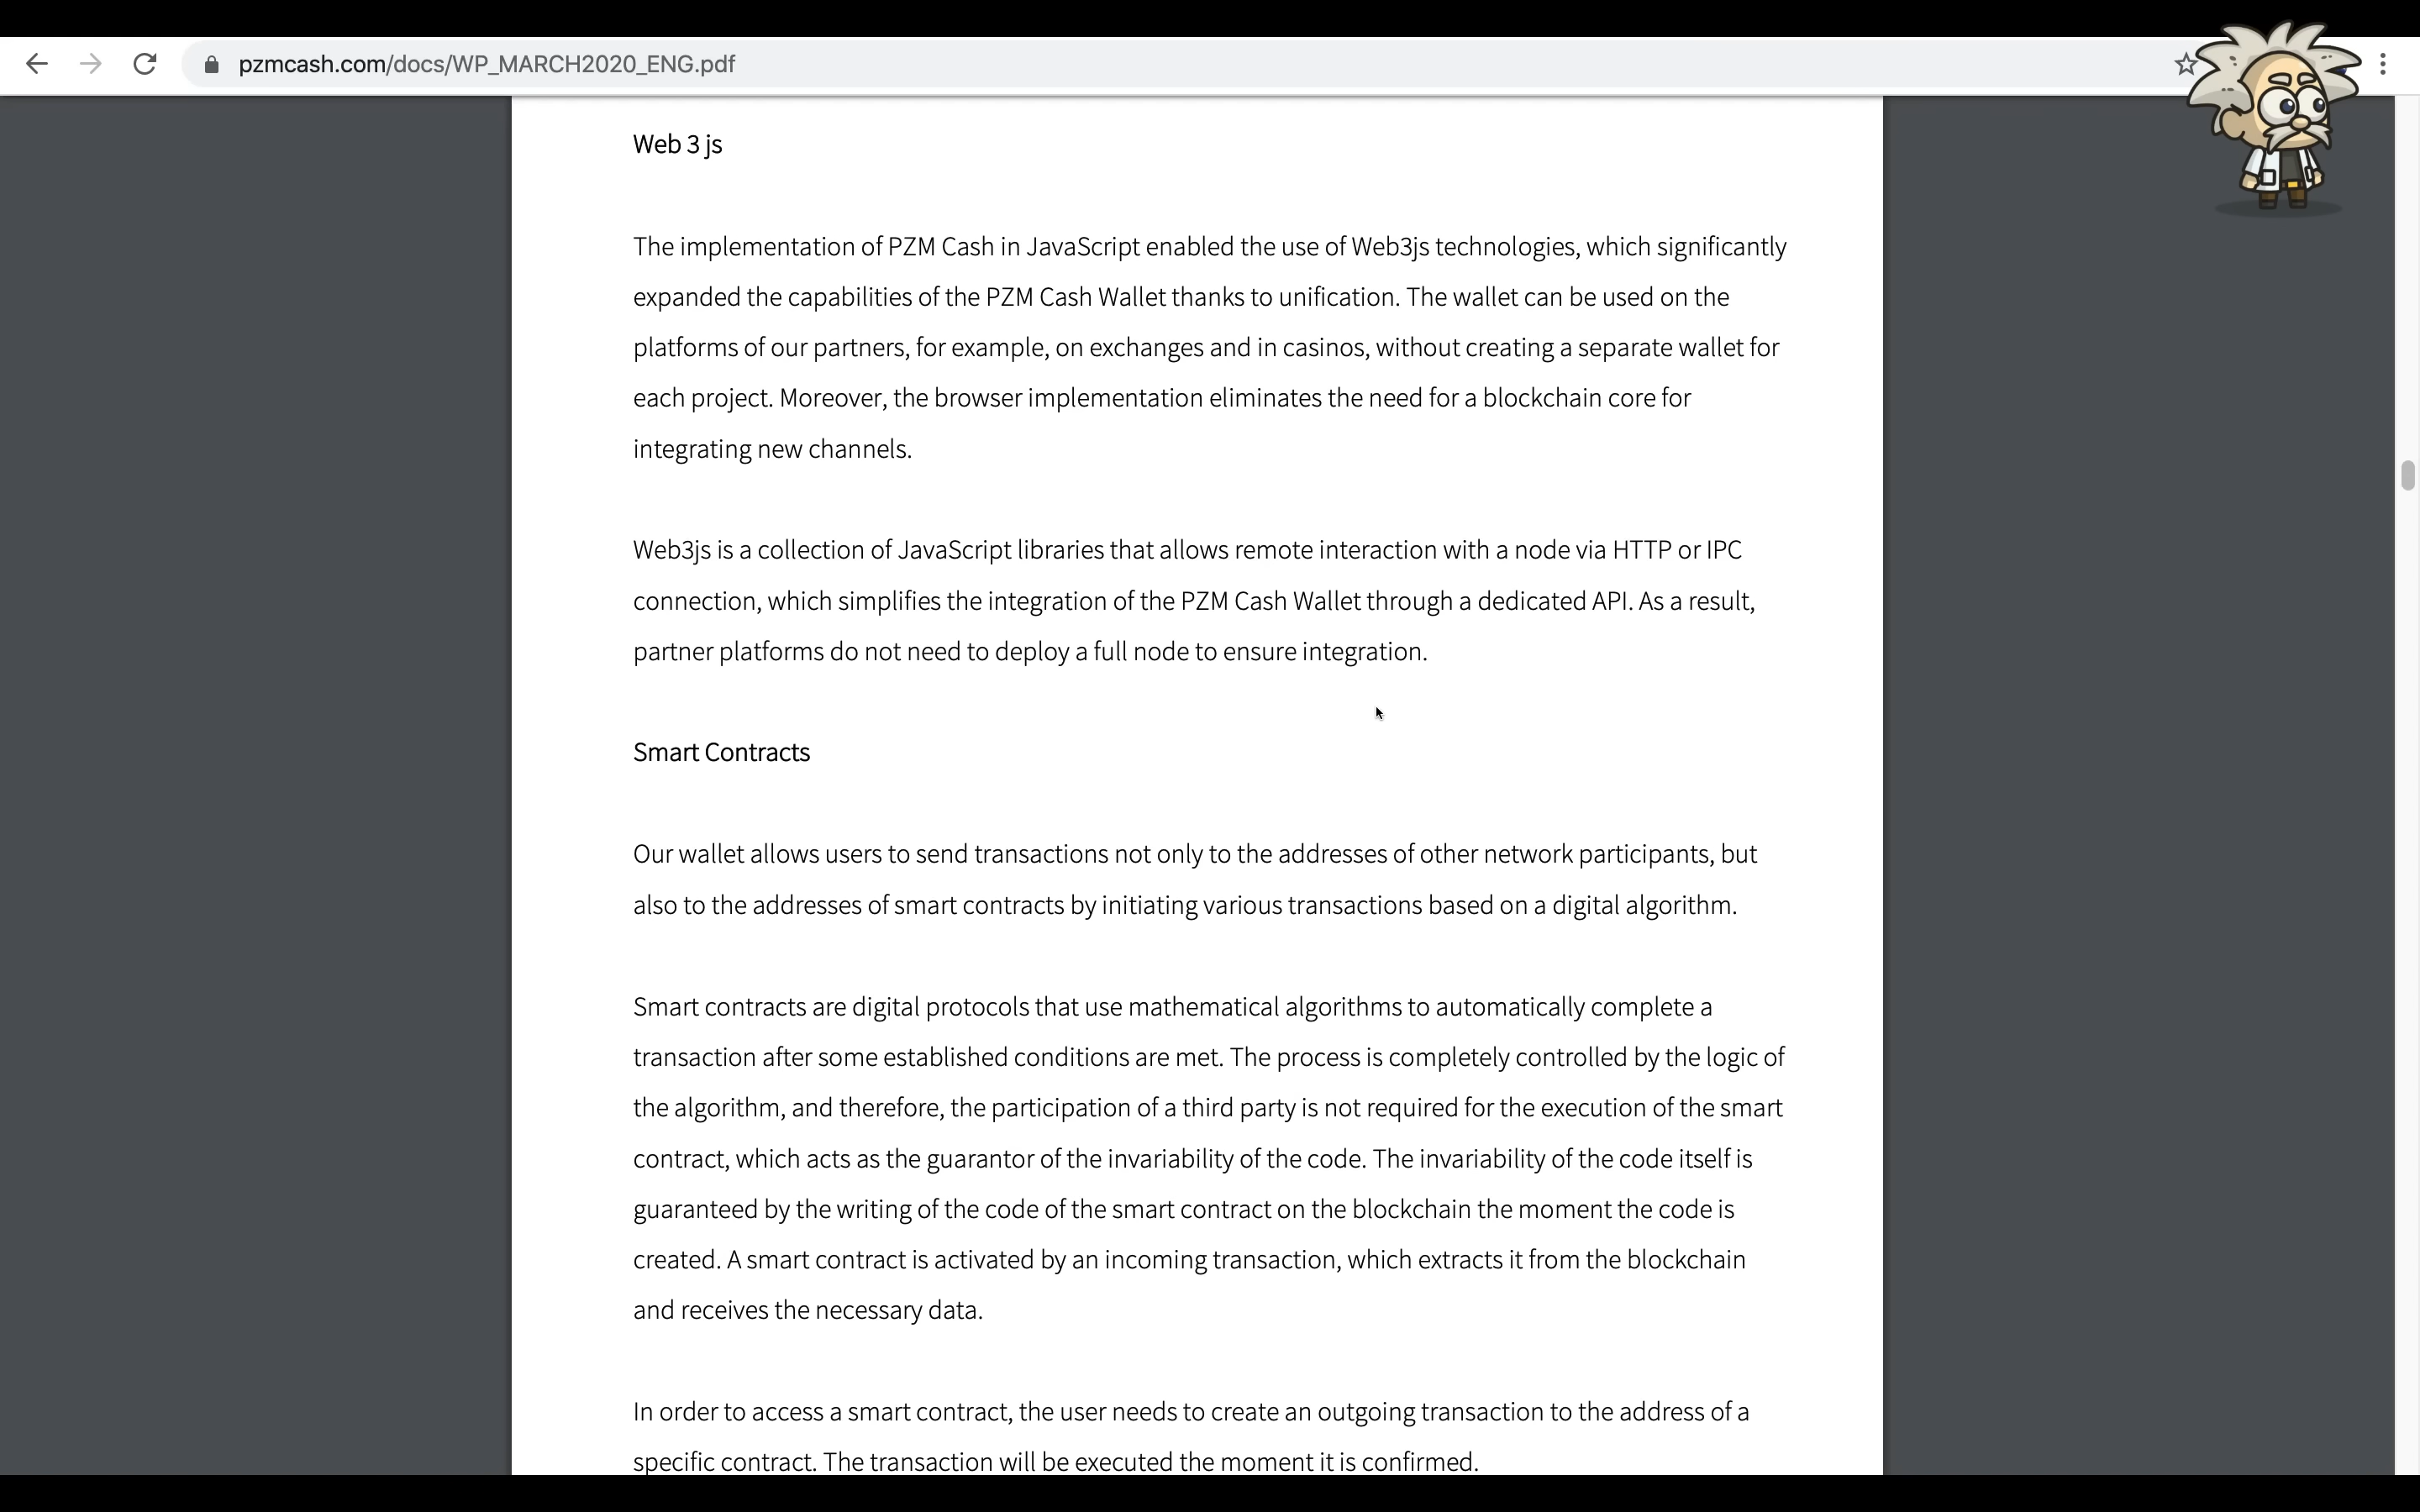 pzmcash.com/docs/WP_MARCH2020_ENG.pdf
Web 3 js
The implementation of PZM Cash in JavaScript enabled the use of Web3js technologies, which significantly
expanded the capabilities of the PZM Cash Wallet thanks to unification. The wallet can be used on the
platforms of our partners, for example, on exchanges and in casinos, without creating a separate wallet for
each project. Moreover, the browser implementation eliminates the need for a blockchain core for
integrating new channels.
Web3js is a collection of JavaScript libraries that allows remote interaction with a node via HTTP or IPC
connection, which simplifies the integration of the PZM Cash Wallet through a dedicated API. As a result,
partner platforms do not need to deploy a full node to ensure integration.
Smart Contracts
Our wallet allows users to send transactions not only to the addresses of other network participants, but
also to the addresses of smart contracts by initiating various transactions based on a digital algorithm.
Smart contracts are digital protocols that use mathematical algorithms to automatically complete a
transaction after some established conditions are met. The process is completely controlled by the logic of
the algorithm, and therefore, the participation of a third party is not required for the execution of the smart
contract, which acts as the guarantor of the invariability of the code. The invariability of the code itself is
guaranteed by the writing of the code of the smart contract on the blockchain the moment the code is
created. A smart contract is activated by an incoming transaction, which extracts it from the blockchain
and receives the necessary data.
In order to access a smart contract, the user needs to create an outgoing transaction to the address of a
specific contract. The transaction will be executed the moment it is confirmed.